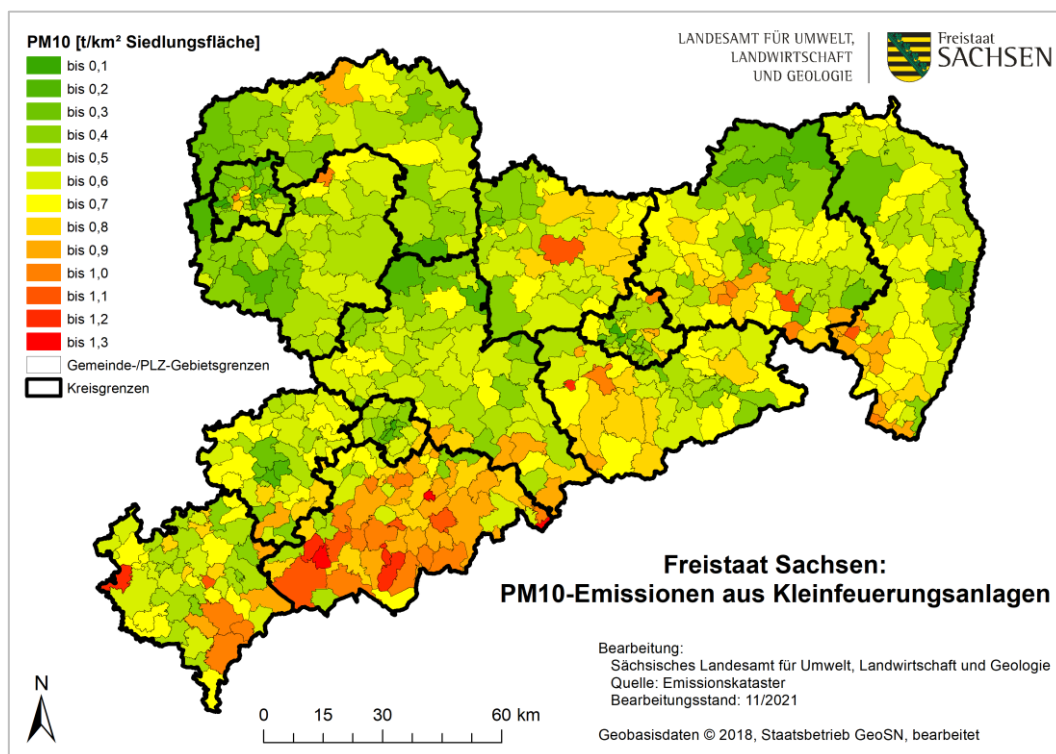 PM10 [t/km² Siedlungsfläche]
bis 0,1
bis 0,2
bis 0,3
bis 0,4
bis 0,5
bis 0,6
bis 0,7
bis 0,8
bis 0,9
bis 1,0
bis 1,1
bis 1,2
bis 1,3
Gemeinde-/PLZ-Gebietsgrenzen
Kreisgrenzen
LANDESAMT FÜR UMWELT,
LANDWIRTSCHAFT
UND GEOLOGIE
Freistaat
SACHSEN
Freistaat Sachsen:
PM10-Emissionen aus Kleinfeuerungsanlagen
Bearbeitung:
Sächsisches Landesamt für Umwelt, Landwirtschaft und Geologie
Quelle: Emissionskataster
Bearbeitungsstand: 11/2021
Geobasisdaten © 2018, Staatsbetrieb GeoSN, bearbeitet
N
0 15 30 60 km